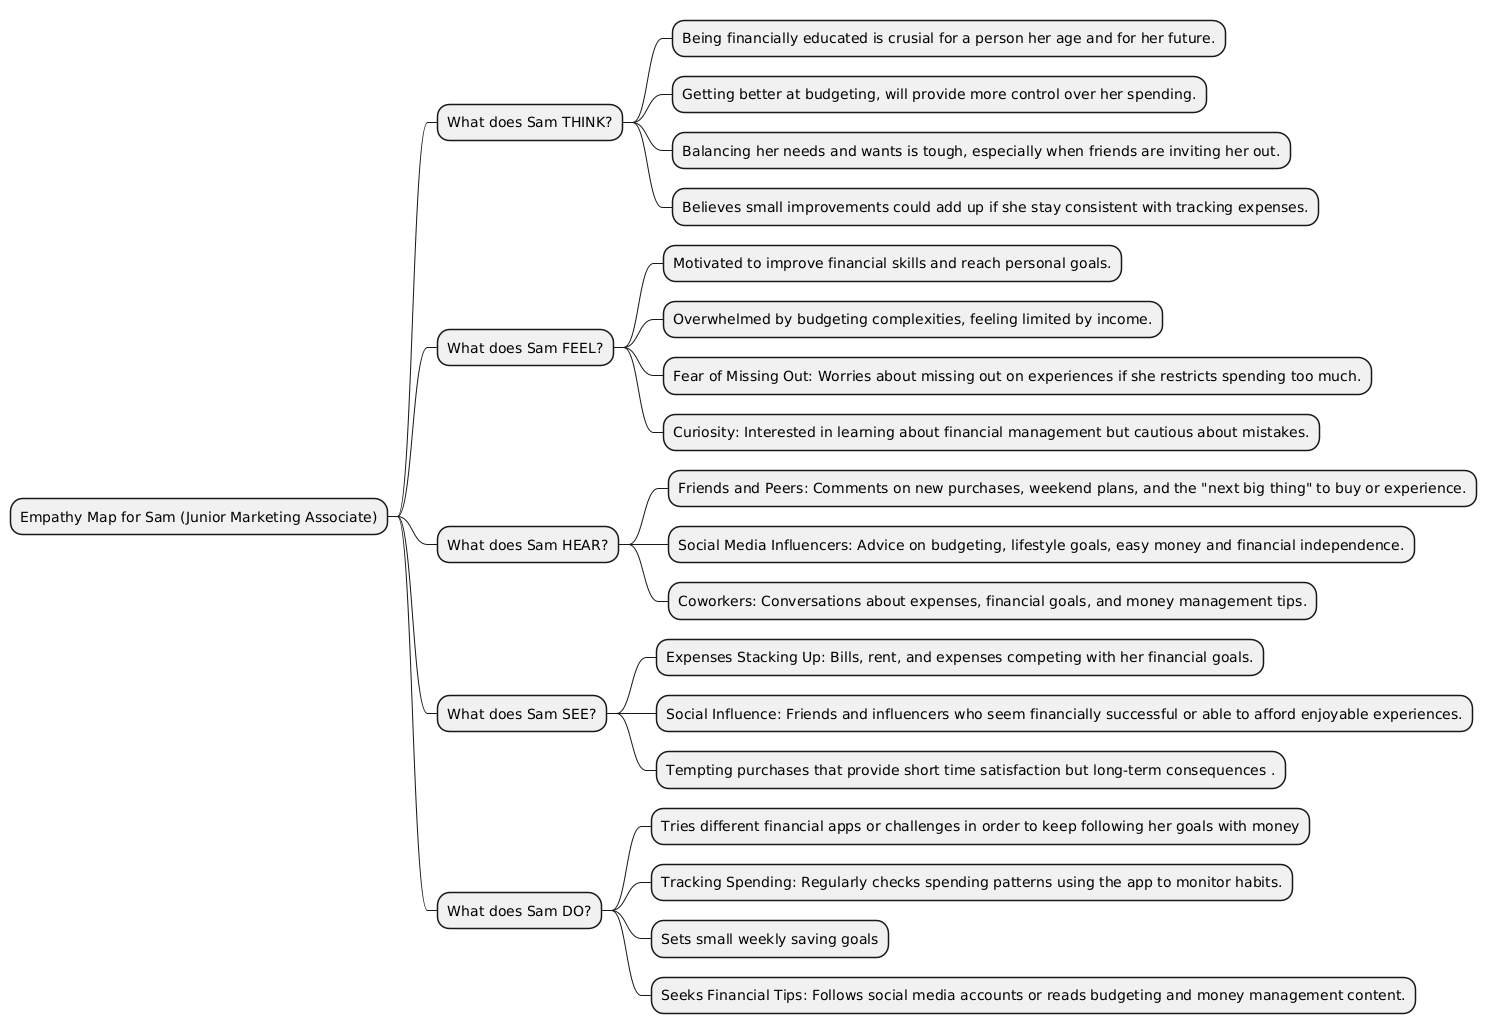 Empathy Map for Sam (Junior Marketing Associate)
What does Sam THINK?
Being financially educated is crusial for a person her age and for her future.
Getting better at budgeting, will provide more control over her spending.
Balancing her needs and wants is tough, especially when friends are inviting her out.
Believes small improvements could add up if she stay consistent with tracking expenses.
What does Sam FEEL?
Motivated to improve financial skills and reach personal goals.
Overwhelmed by budgeting complexities, feeling limited by income.
Fear of Missing Out: Worries about missing out on experiences if she restricts spending too much.
Curiosity: Interested in learning about financial management but cautious about mistakes.
What does Sam HEAR?
Friends and Peers: Comments on new purchases, weekend plans, and the "next big thing" to buy or experience.
Social Media Influencers: Advice on budgeting, lifestyle goals, easy money and financial independence.
Coworkers: Conversations about expenses, financial goals, and money management tips.
What does Sam SEE?
Expenses Stacking Up: Bills, rent, and expenses competing with her financial goals.
Social Influence: Friends and influencers who seem financially successful or able to afford enjoyable experiences.
Tempting purchases that provide short time satisfaction but long-term consequences .
What does Sam DO?
Tries different financial apps or challenges in order to keep following her goals with money
Tracking Spending: Regularly checks spending patterns using the app to monitor habits.
Sets small weekly saving goals
Seeks Financial Tips: Follows social media accounts or reads budgeting and money management content.